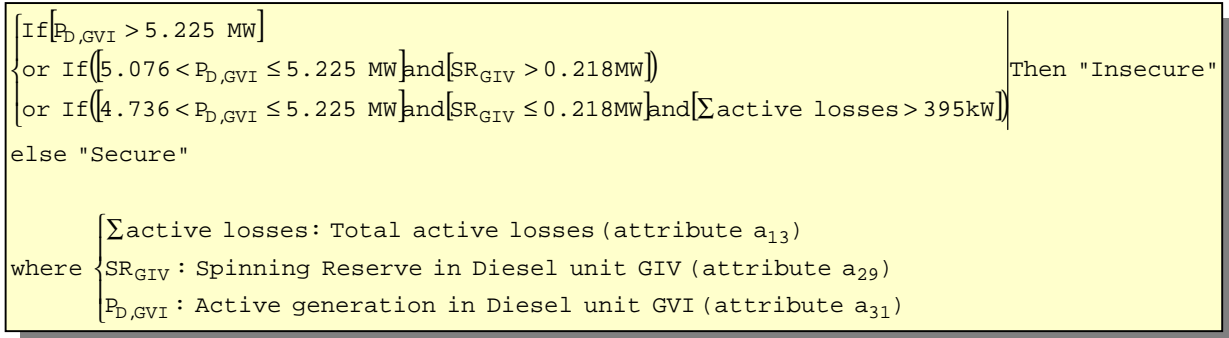 If[P_D,GVI > 5.225 MW]
or If([5.076 < P_D,GVI ≤ 5.225 MW]and[SR_GIV > 0.218MW])
or If([4.736 < P_D,GVI ≤ 5.225 MW]and[SR_GIV ≤ 0.218MW]and[∑active losses > 395kW])
Then "Insecure"
else "Secure"
where
∑active losses: Total active losses (attribute a_13)
SR_GIV : Spinning Reserve in Diesel unit GIV (attribute a_29)
P_D,GVI : Active generation in Diesel unit GVI (attribute a_31)